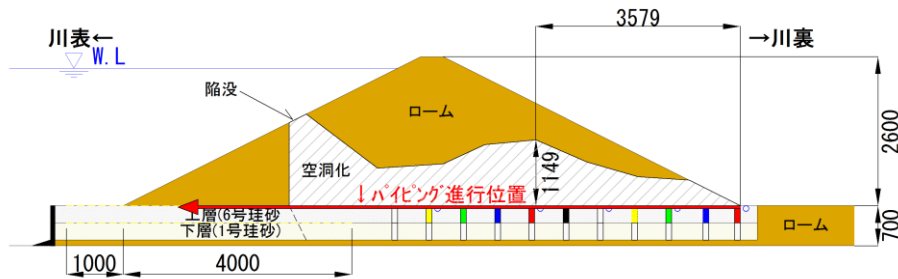 3579
川表←
→川裏
W.L
陥没
ローム
2600
空洞化
1149
↓パイピング進行位置
上層(6号珪砂
下層(1号珪砂)
ローム
700
1000
4000